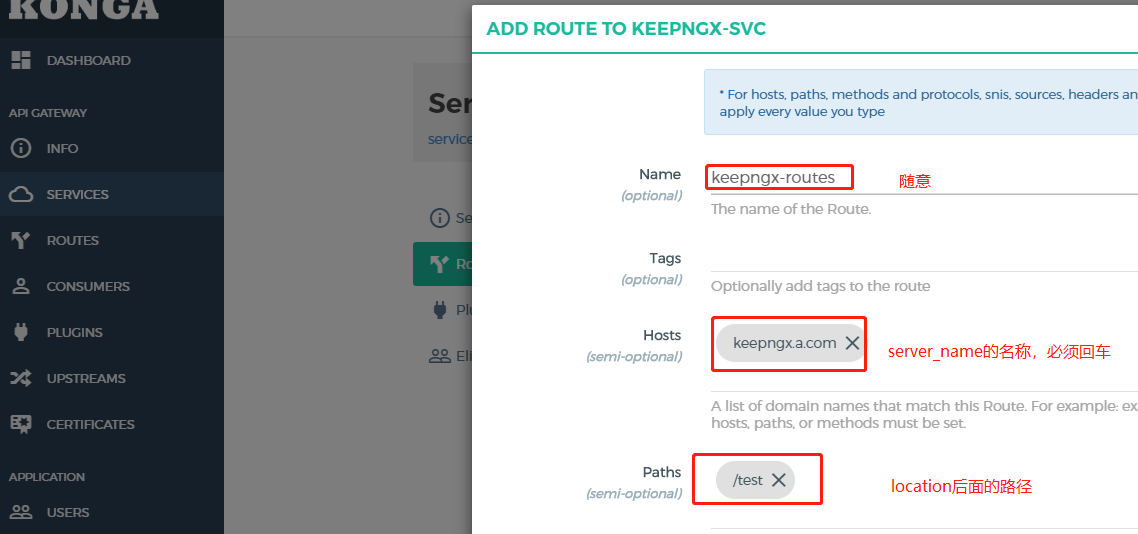 KONGA
DASHBOARD
API GATEWAY
INFO
SERVICES
ROUTES
CONSUMERS
PLUGINS
UPSTREAMS
CERTIFICATES
APPLICATION
USERS
Ser
service
Se
Ro
Plu
Eli
ADD ROUTE TO KEEPNGX-SVC
* For hosts, paths, methods and protocols, snis, sources, headers an
apply every value you type
Name
(optional)
keepngx-routes
随意
The name of the Route.
Tags
(optional)
Optionally add tags to the route
Hosts
(semi-optional)
keepngx.a.com
server_name的名称，必须回车
A list of domain names that match this Route. For example: ex
hosts, paths, or methods must be set.
Paths
(semi-optional)
/test
location后面的路径